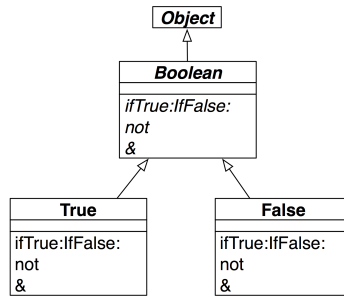 Object
Boolean
ifTrue:IfFalse:
not
&
True
ifTrue:IfFalse:
not
&
False
ifTrue:IfFalse:
not
&